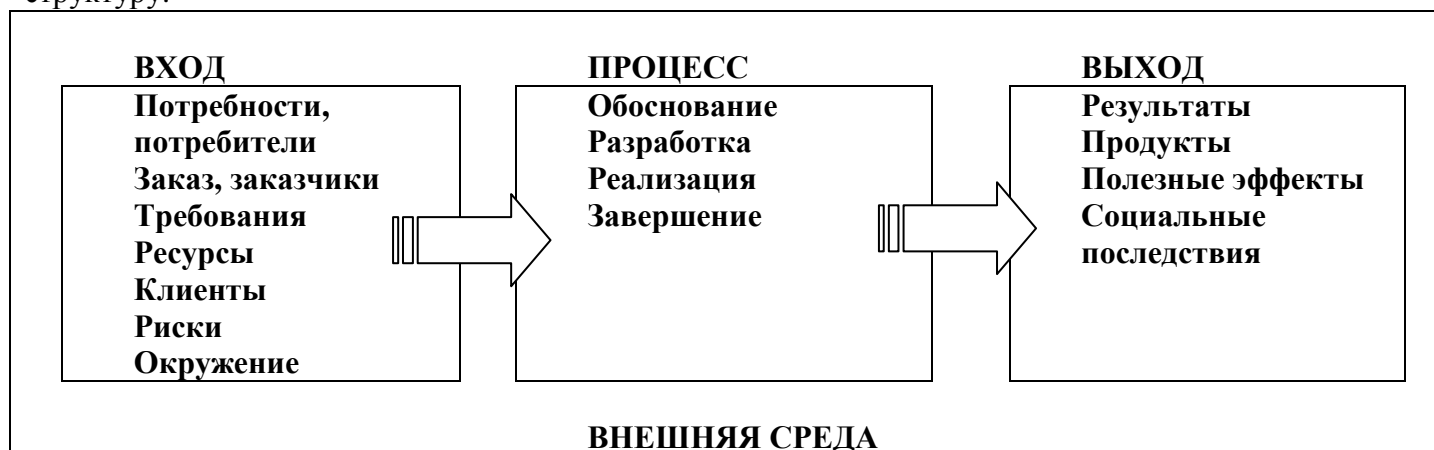 структуру:
ВХОД
Потребности,
потребители
Заказ, заказчики
Требования
Ресурсы
Клиенты
Риски
Окружение
ПРОЦЕСС
Обоснование
Разработка
Реализация
Завершение
ВЫХОД
Результаты
Продукты
Полезные эффекты
Социальные
последствия
ВНЕШНЯЯ СРЕДА